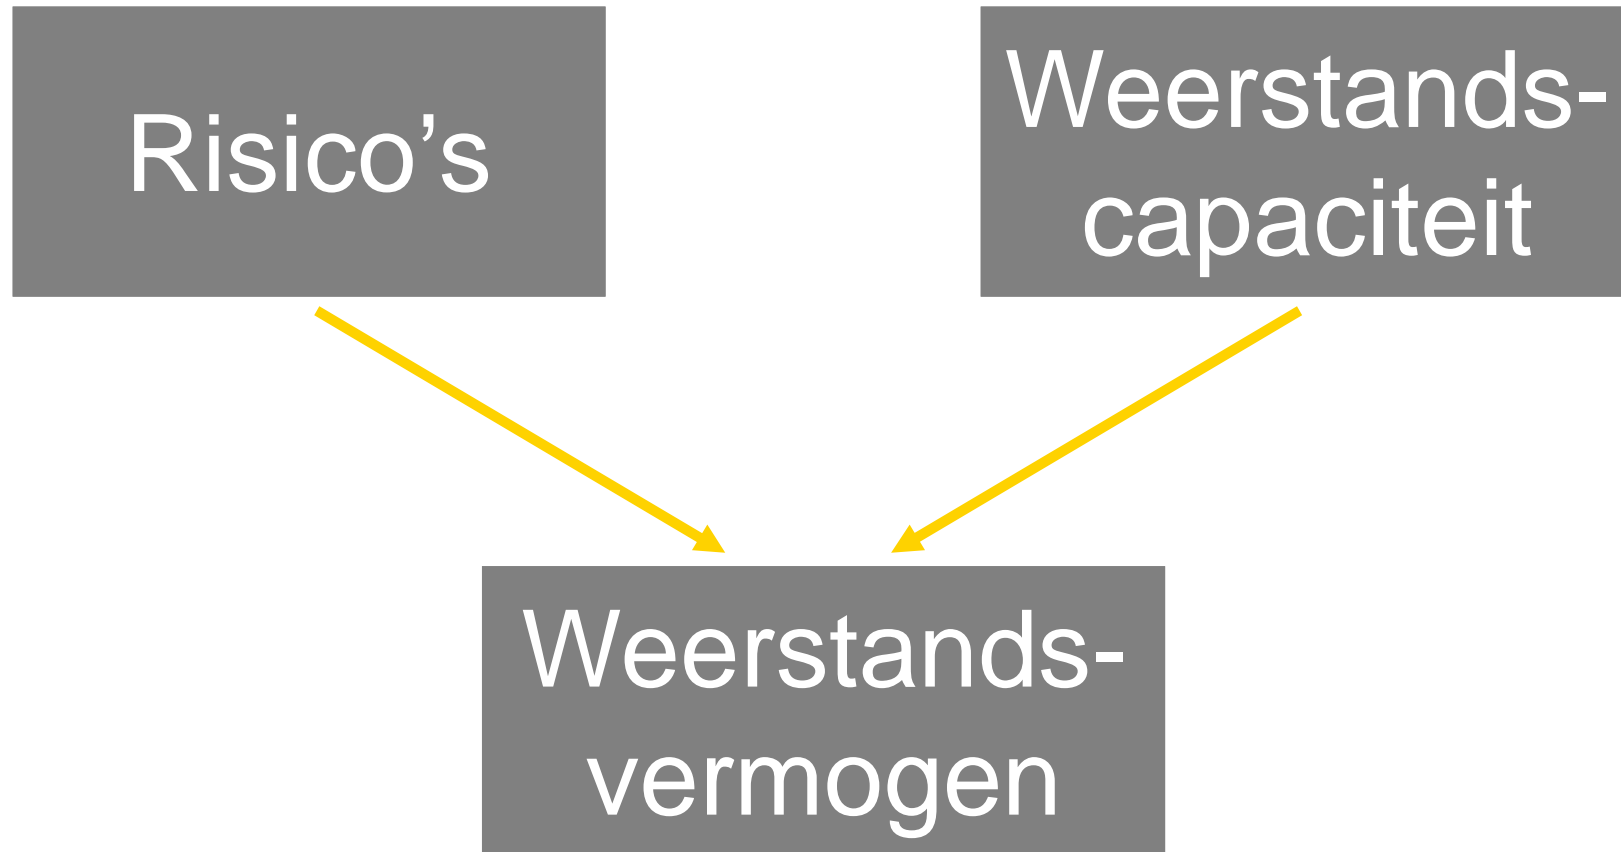 Risico’s
Weerstands-
capaciteit
Weerstands-
vermogen